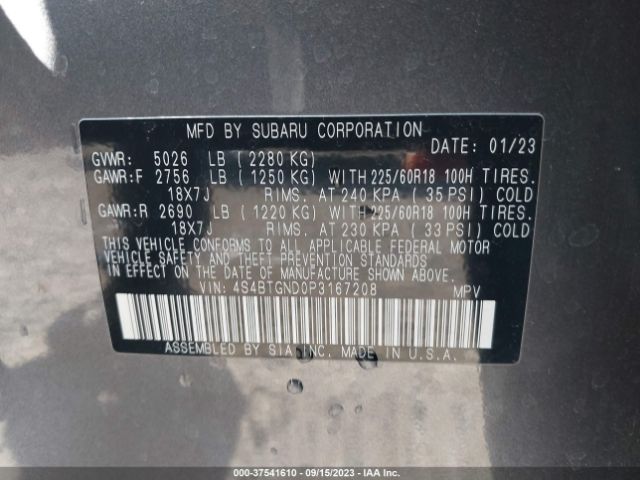 MFD BY SUBARU CORPORATION
DATE: 01/23
GVWR: 5026 LB (2280 KG)
GAWR:F 2756 LB (1250 KG) WITH 225/60R18 100H TIRES.
18X7J RIMS. AT 240 KPA (35 PSI) COLD
GAWR:R 2690 LB (1220 KG) WITH 225/60R18 100H TIRES.
18X7J RIMS. AT 230 KPA (33 PSI) COLD
THIS VEHICLE CONFORMS TO ALL APPLICABLE FEDERAL MOTOR
VEHICLE SAFETY AND THEFT PREVENTION STANDARDS
IN EFFECT ON THE DATE OF MANUFACTURE SHOWN ABOVE.
VIN: 4S4BTGND0P3167208 MPV
ASSEMBLED BY SIA,INC. MADE IN U.S.A.
000-37541610 - 09/15/2023 - IAA Inc.